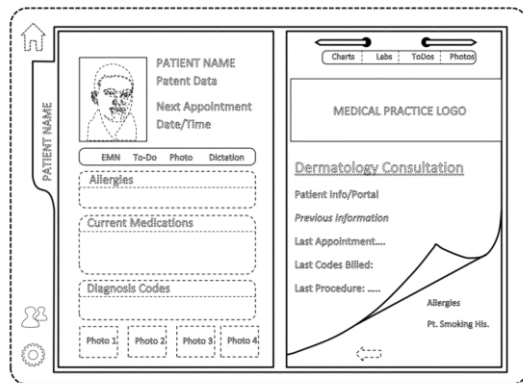 PATIENT NAME
PATIENT NAME
Patent Data
Next Appointment
Date/Time
EMN To-Do Photo Dictation
Allergies
Current Medications
Diagnosis Codes
Photo 1 Photo 2 Photo 3 Photo 4
Charts Labs ToDos Photos
MEDICAL PRACTICE LOGO
Dermatology Consultation
Patient Info/Portal
Previous Information
Last Appointment....
Last Codes Billed:
Last Procedure: .....
Allergies
Pt. Smoking His.